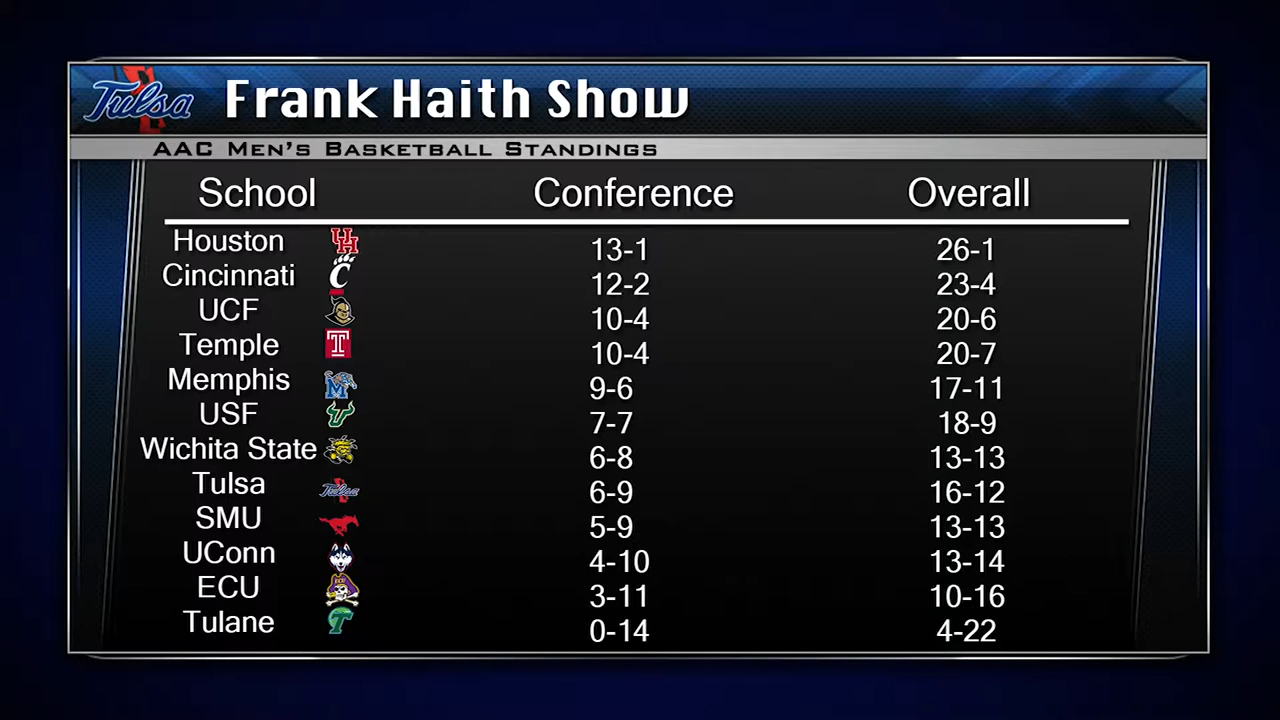 Tulsa Frank Haith Show
AAC Men's Basketball Standings
School Conference Overall
Houston 13-1 26-1
Cincinnati 12-2 23-4
UCF 10-4 20-6
Temple T 10-4 20-7
Memphis M 9-6 17-11
USF 7-7 18-9
Wichita State 6-8 13-13
Tulsa Tulsa 6-9 16-12
SMU 5-9 13-13
UConn 4-10 13-14
ECU ECU 3-11 10-16
Tulane T 0-14 4-22